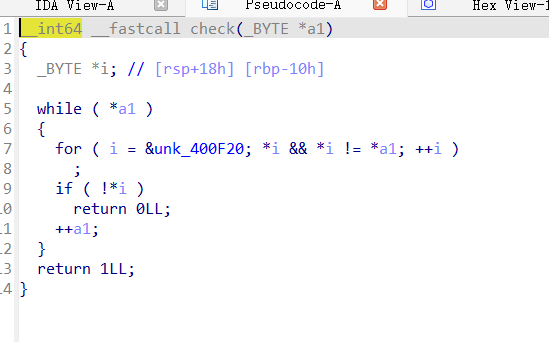 IDA View-A Pseudocode-A Hex View-1
1 __int64 __fastcall check(_BYTE *a1)
2 {
3   _BYTE *i; // [rsp+18h] [rbp-10h]
4
5   while ( *a1 )
6   {
7     for ( i = &unk_400F20; *i && *i != *a1; ++i )
8       ;
9     if ( !*i )
10       return 0LL;
11     ++a1;
12   }
13   return 1LL;
14 }